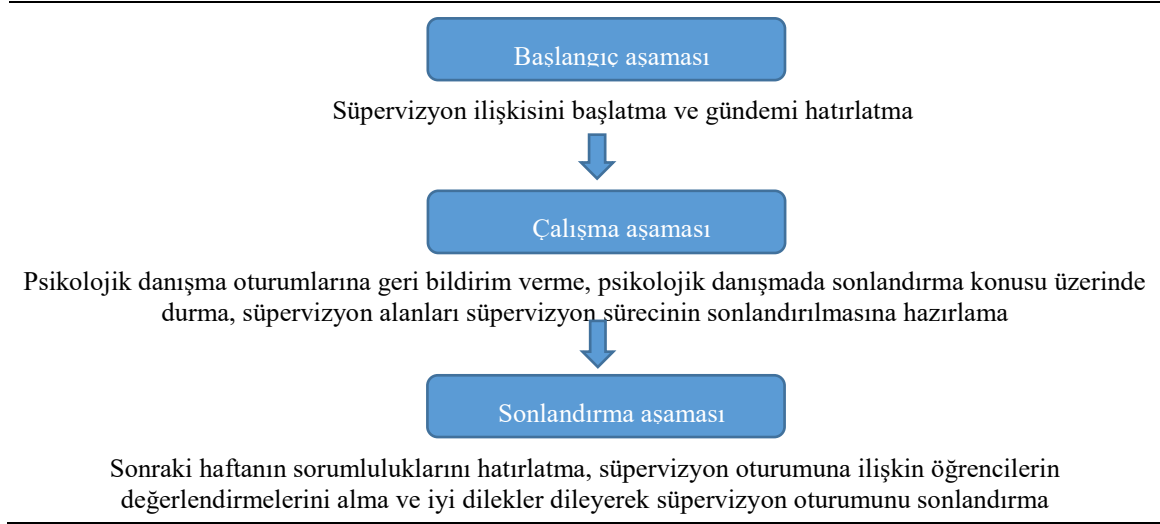 Başlangıç aşaması
Süpervizyon ilişkisini başlatma ve gündemi hatırlatma
Çalışma aşaması
Psikolojik danışma oturumlarına geri bildirim verme, psikolojik danışmada sonlandırma konusu üzerinde
durma, süpervizyon alanları süpervizyon sürecinin sonlandırılmasına hazırlama
Sonlandırma aşaması
Sonraki haftanın sorumluluklarını hatırlatma, süpervizyon oturumuna ilişkin öğrencilerin
değerlendirmelerini alma ve iyi dilekler dileyerek süpervizyon oturumunu sonlandırma